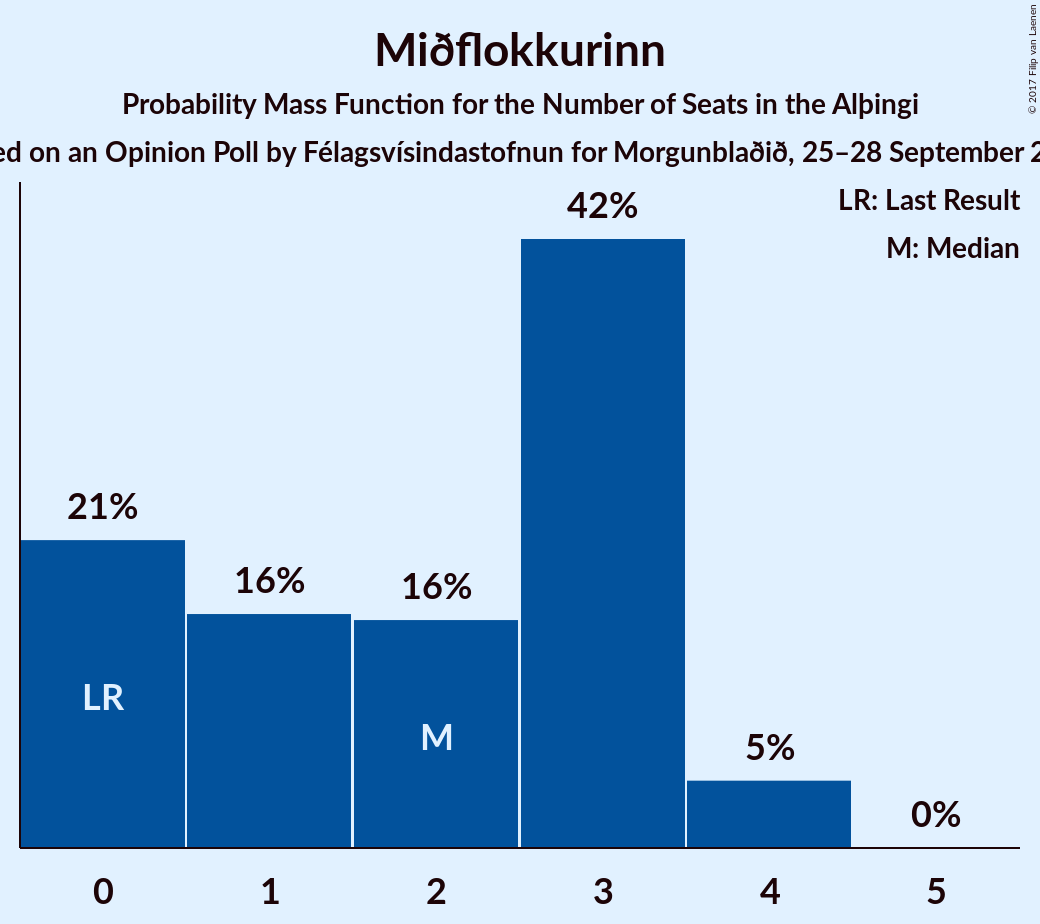 Miðflokkurinn
Probability Mass Function for the Number of Seats in the Alþingi
on an Opinion Poll by Félagsvísindastofnun for Morgunblaðið, 25–28 September
LR: Last Result
M: Median
42%
21%
16%
16%
5%
0%
LR
M
0 1 2 3 4 5
© 2017 Filip van Laenen